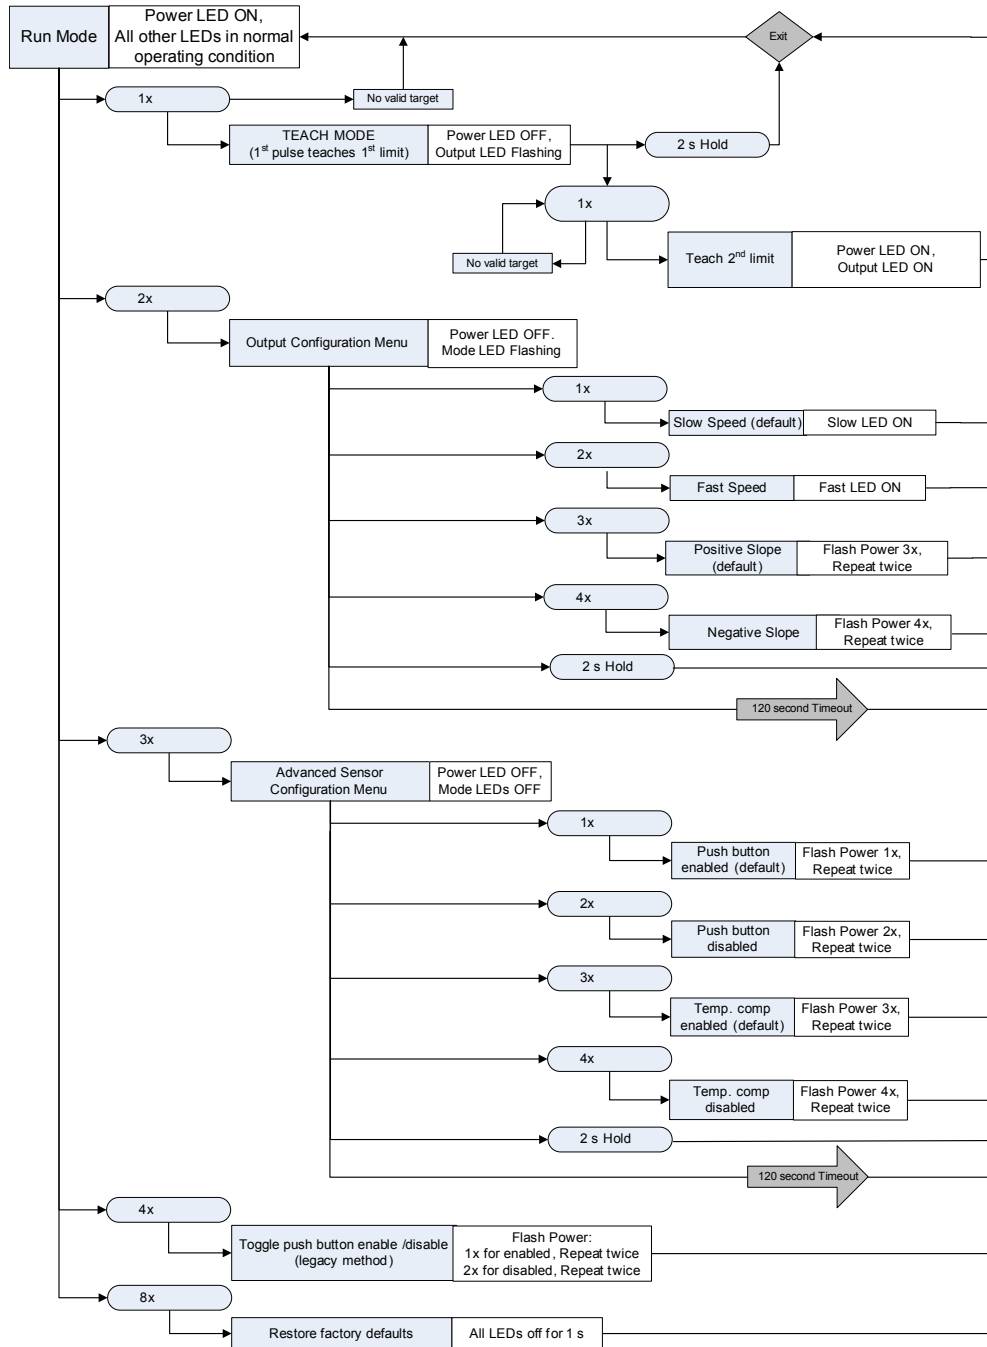 Run Mode
Power LED ON,
All other LEDs in normal
operating condition
Exit
1x
No valid target
TEACH MODE
(1st pulse teaches 1st limit)
Power LED OFF,
Output LED Flashing
2 s Hold
1x
No valid target
Teach 2nd limit
Power LED ON,
Output LED ON
2x
Output Configuration Menu
Power LED OFF.
Mode LED Flashing
1x
Slow Speed (default)
Slow LED ON
2x
Fast Speed
Fast LED ON
3x
Positive Slope
(default)
Flash Power 3x,
Repeat twice
4x
Negative Slope
Flash Power 4x,
Repeat twice
2 s Hold
120 second Timeout
3x
Advanced Sensor
Configuration Menu
Power LED OFF,
Mode LEDs OFF
1x
Push button
enabled (default)
Flash Power 1x,
Repeat twice
2x
Push button
disabled
Flash Power 2x,
Repeat twice
3x
Temp. comp
enabled (default)
Flash Power 3x,
Repeat twice
4x
Temp. comp
disabled
Flash Power 4x,
Repeat twice
2 s Hold
120 second Timeout
4x
Toggle push button enable /disable
(legacy method)
Flash Power:
1x for enabled, Repeat twice
2x for disabled, Repeat twice
8x
Restore factory defaults
All LEDs off for 1 s